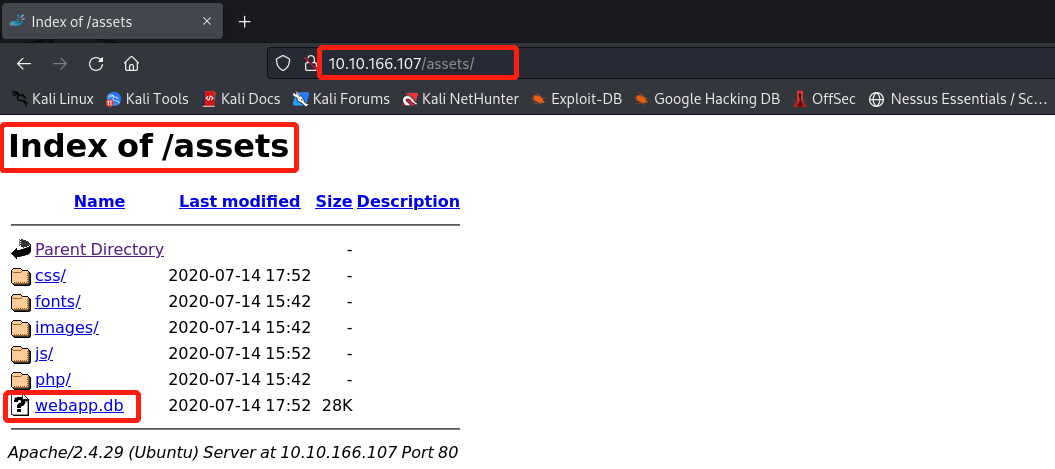 Index of /assets
10.10.166.107/assets/
Kali Linux Kali Tools Kali Docs Kali Forums Kali NetHunter Exploit-DB Google Hacking DB OffSec Nessus Essentials / Sc…
Index of /assets
Name Last modified Size Description
Parent Directory -
css/ 2020-07-14 17:52 -
fonts/ 2020-07-14 15:42 -
images/ 2020-07-14 15:42 -
js/ 2020-07-14 15:52 -
php/ 2020-07-14 15:42 -
webapp.db 2020-07-14 17:52 28K
Apache/2.4.29 (Ubuntu) Server at 10.10.166.107 Port 80